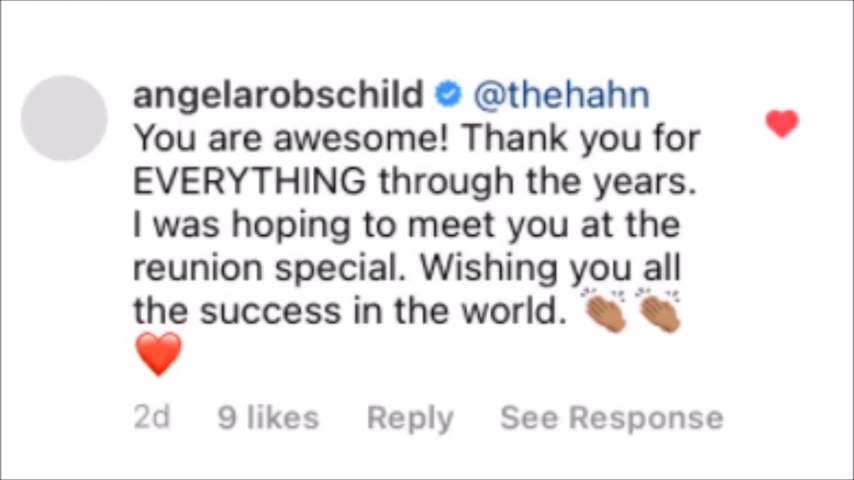 angelarobschild @thehahn
You are awesome! Thank you for
EVERYTHING through the years.
I was hoping to meet you at the
reunion special. Wishing you all
the success in the world. 👏🏽👏🏽
❤️
2d 9 likes Reply See Response